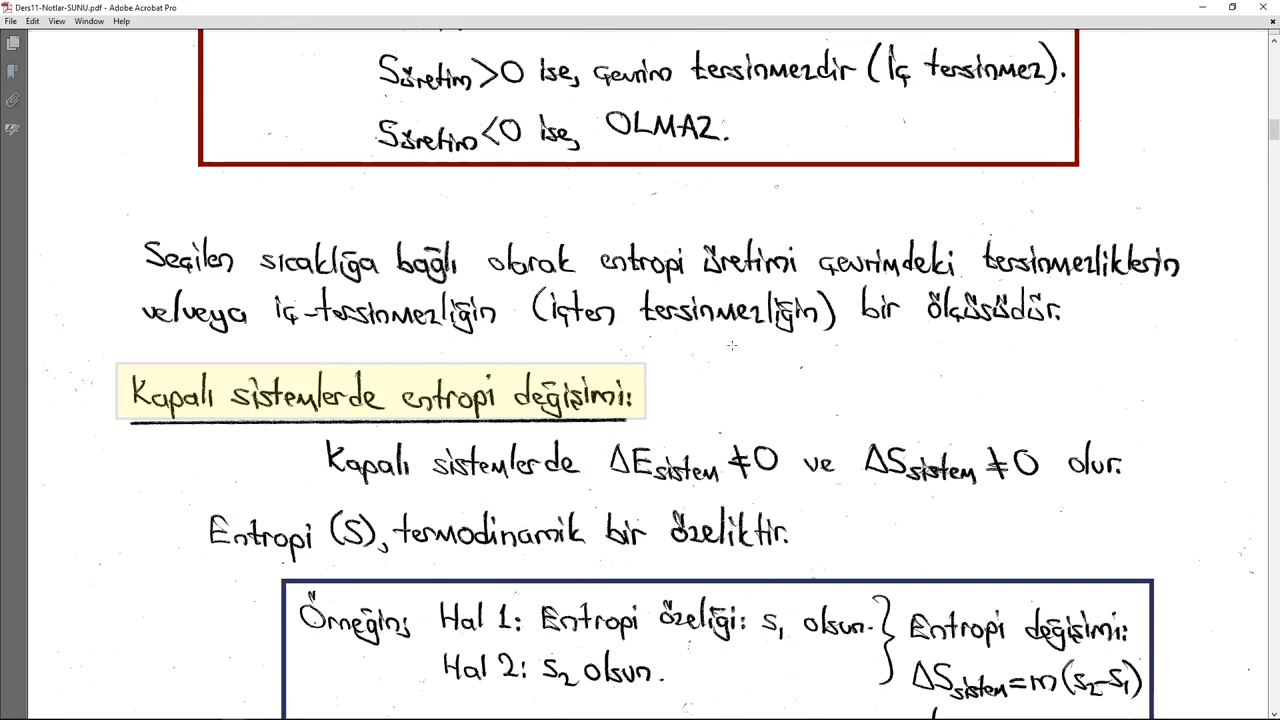 Ders11-Notlar-SUNU.pdf - Adobe Acrobat Pro
File Edit View Window Help
Süretim>0 ise, çevrim tersinmezdir (İç tersinmez).
Süretim<0 ise, OLMAZ.
Seçilen sıcaklığa bağlı olarak entropi üretimi çevrimdeki tersinmezliklerin
ve/veya iç-tersinmezliğin (içten tersinmezliğin) bir ölçüsüdür.
Kapalı sistemlerde entropi değişimi:
Kapalı sistemlerde ΔEsistem ≠0 ve ΔSsistem ≠0 olur.
Entropi (S), termodinamik bir özeliktir.
Örneğin; Hal 1: Entropi özeliği: s₁ olsun. } Entropi değişimi:
Hal 2: s₂ olsun. ΔSsistem=m(s₂-s₁)